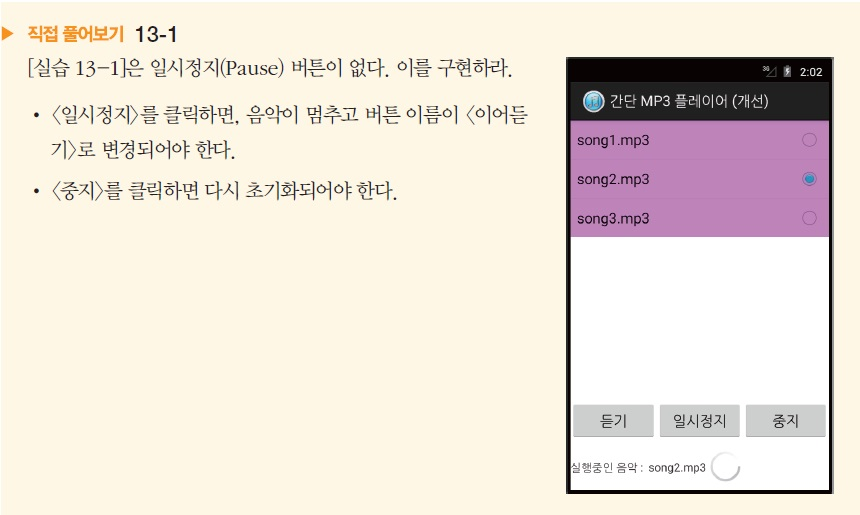 ▶ 직접 풀어보기 13-1
[실습 13-1]은 일시정지(Pause) 버튼이 없다. 이를 구현하라.
• 〈일시정지〉를 클릭하면, 음악이 멈추고 버튼 이름이 〈이어듣
기〉로 변경되어야 한다.
• 〈중지〉를 클릭하면 다시 초기화되어야 한다.
3G 2:02
간단 MP3 플레이어 (개선)
song1.mp3
song2.mp3
song3.mp3
듣기 일시정지 중지
실행중인 음악 : song2.mp3